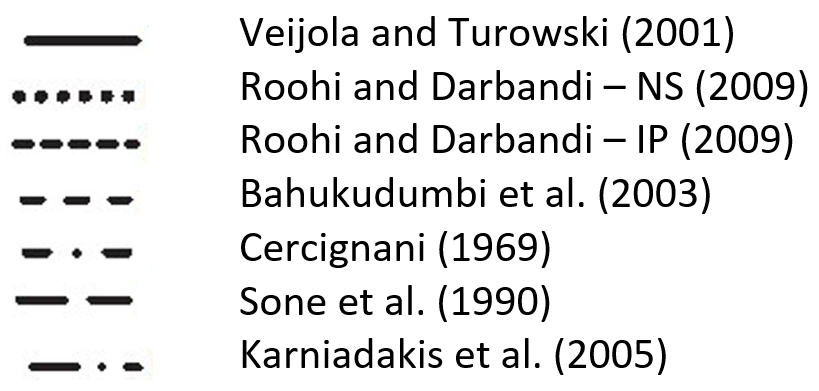 Veijola and Turowski (2001)
Roohi and Darbandi – NS (2009)
Roohi and Darbandi – IP (2009)
Bahukudumbi et al. (2003)
Cercignani (1969)
Sone et al. (1990)
Karniadakis et al. (2005)